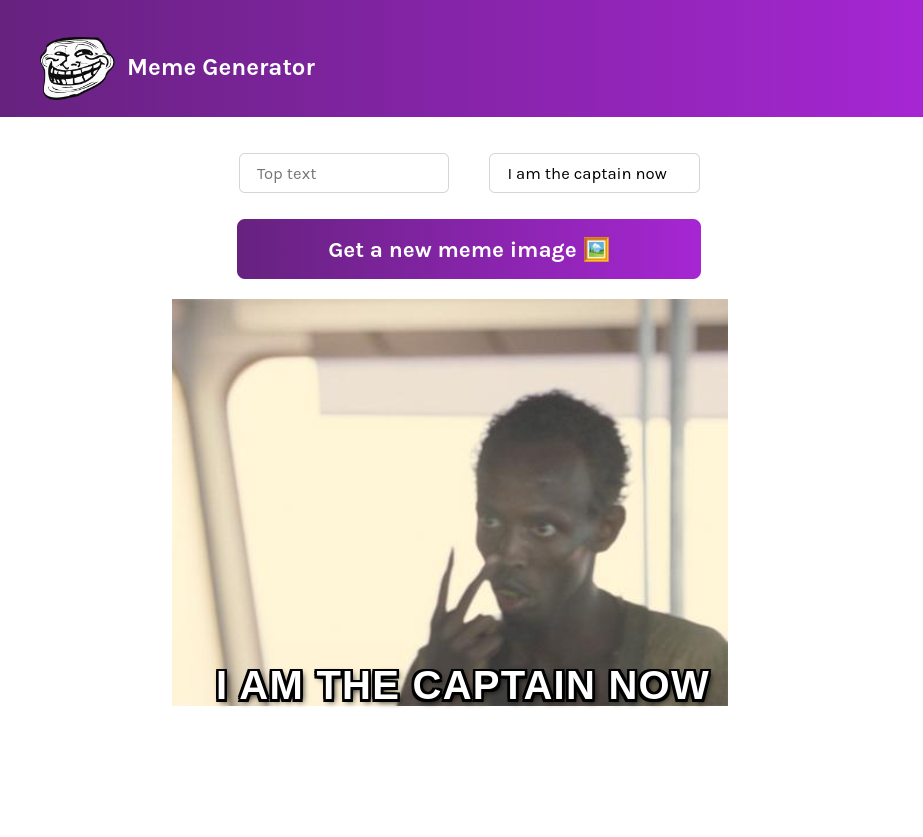 Meme Generator
Top text
I am the captain now
Get a new meme image 🖼️
I AM THE CAPTAIN NOW